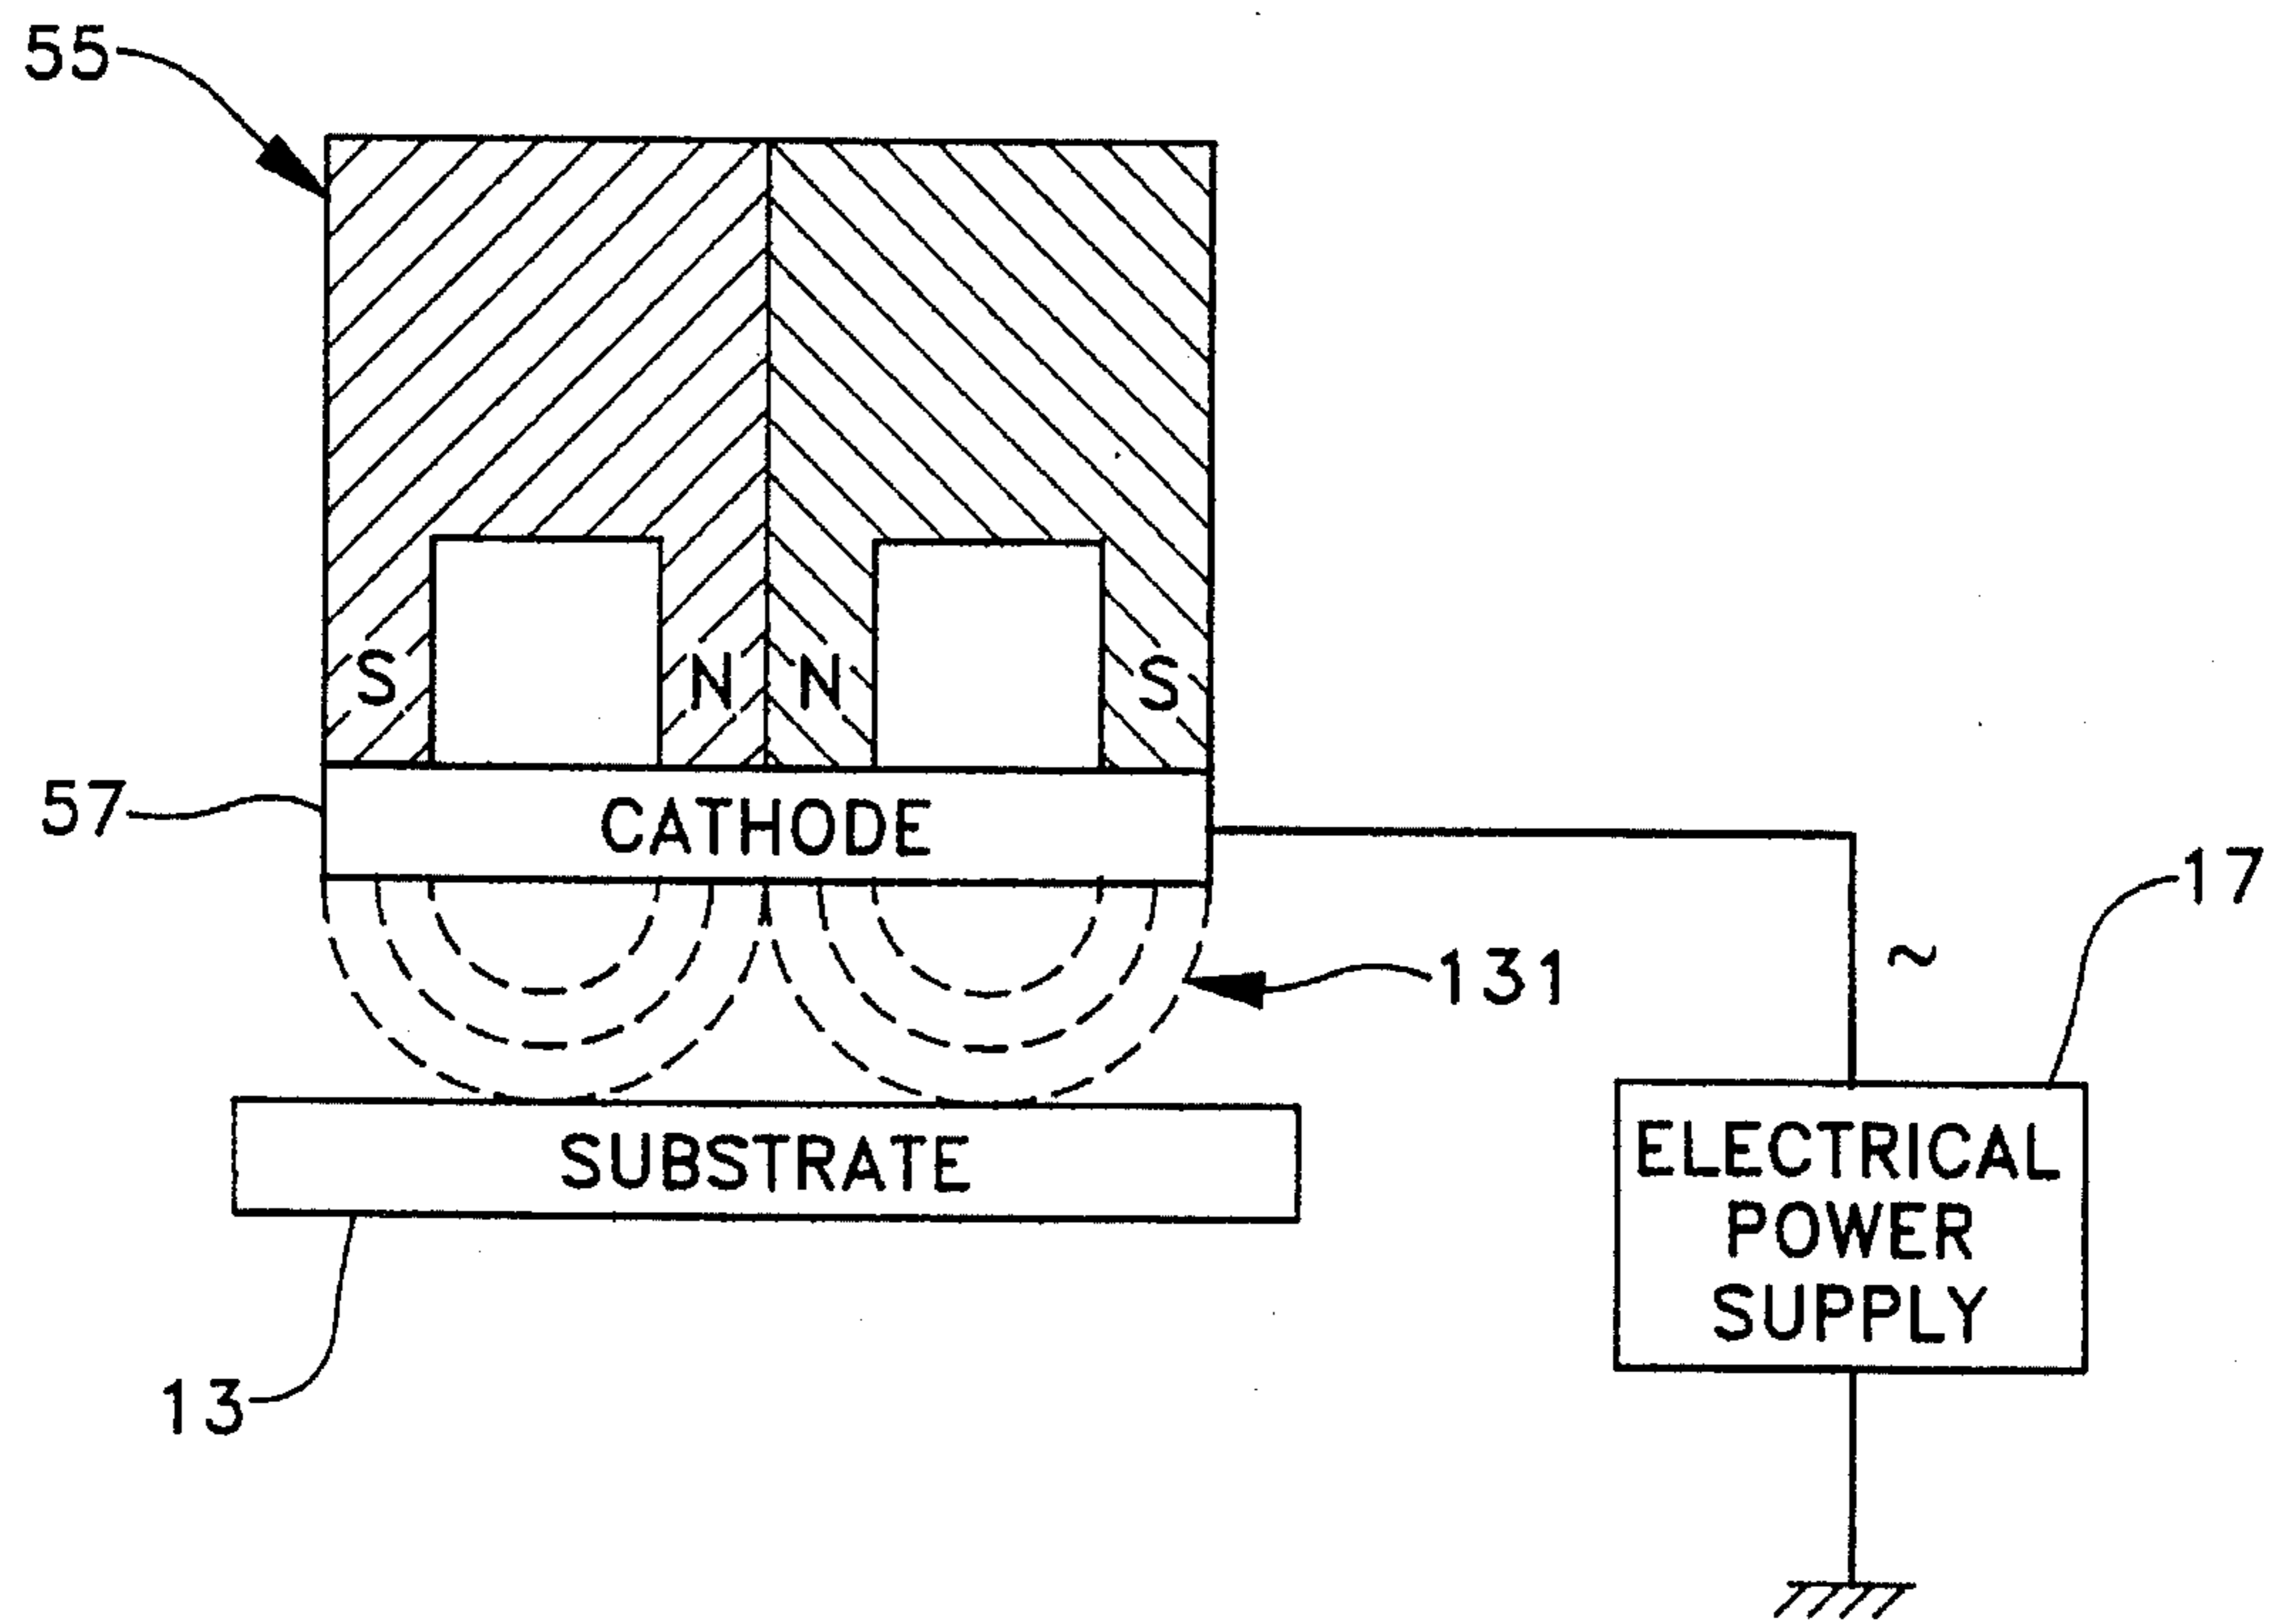 55
S
N
N
S
57
CATHODE
17
~
131
SUBSTRATE
ELECTRICAL
POWER
SUPPLY
13